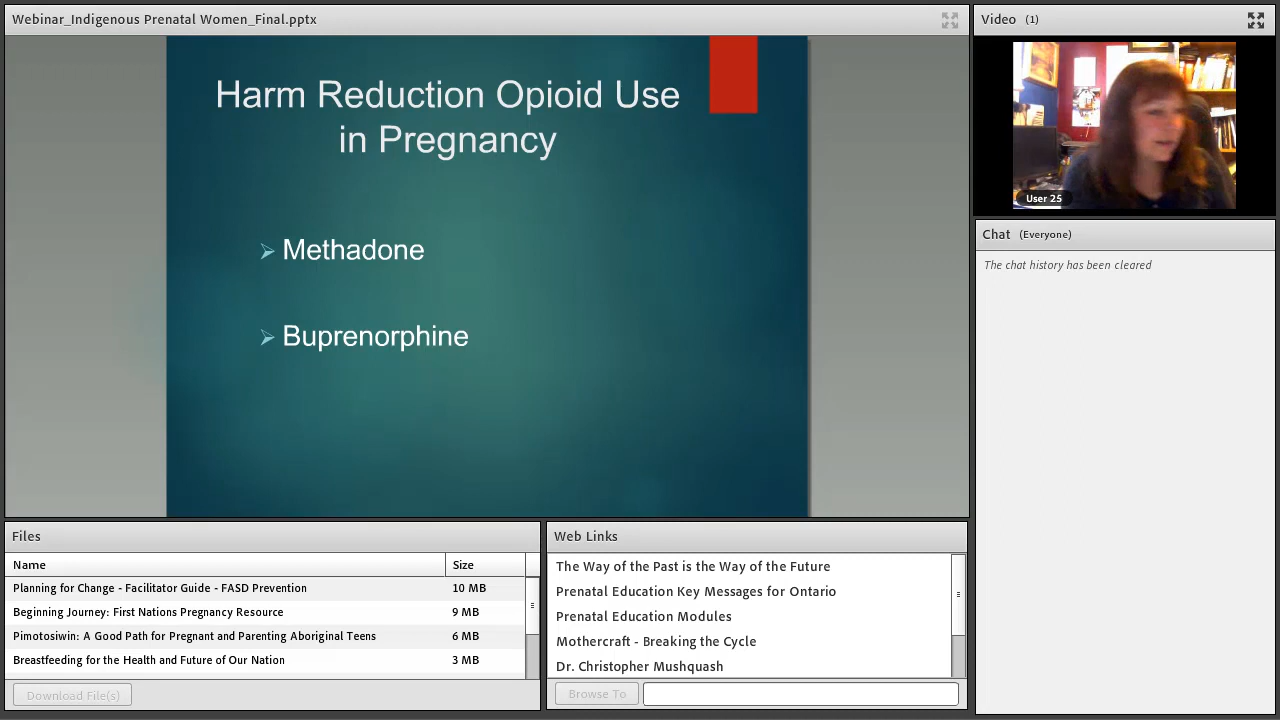 Webinar_Indigenous Prenatal Women_Final.pptx
Harm Reduction Opioid Use
in Pregnancy
Methadone
Buprenorphine
Video (1)
User 25
Chat (Everyone)
The chat history has been cleared
Files
Name Size
Planning for Change - Facilitator Guide - FASD Prevention 10 MB
Beginning Journey: First Nations Pregnancy Resource 9 MB
Pimotosiwin: A Good Path for Pregnant and Parenting Aboriginal Teens 6 MB
Breastfeeding for the Health and Future of Our Nation 3 MB
Download File(s)
Web Links
The Way of the Past is the Way of the Future
Prenatal Education Key Messages for Ontario
Prenatal Education Modules
Mothercraft - Breaking the Cycle
Dr. Christopher Mushquash
Browse To